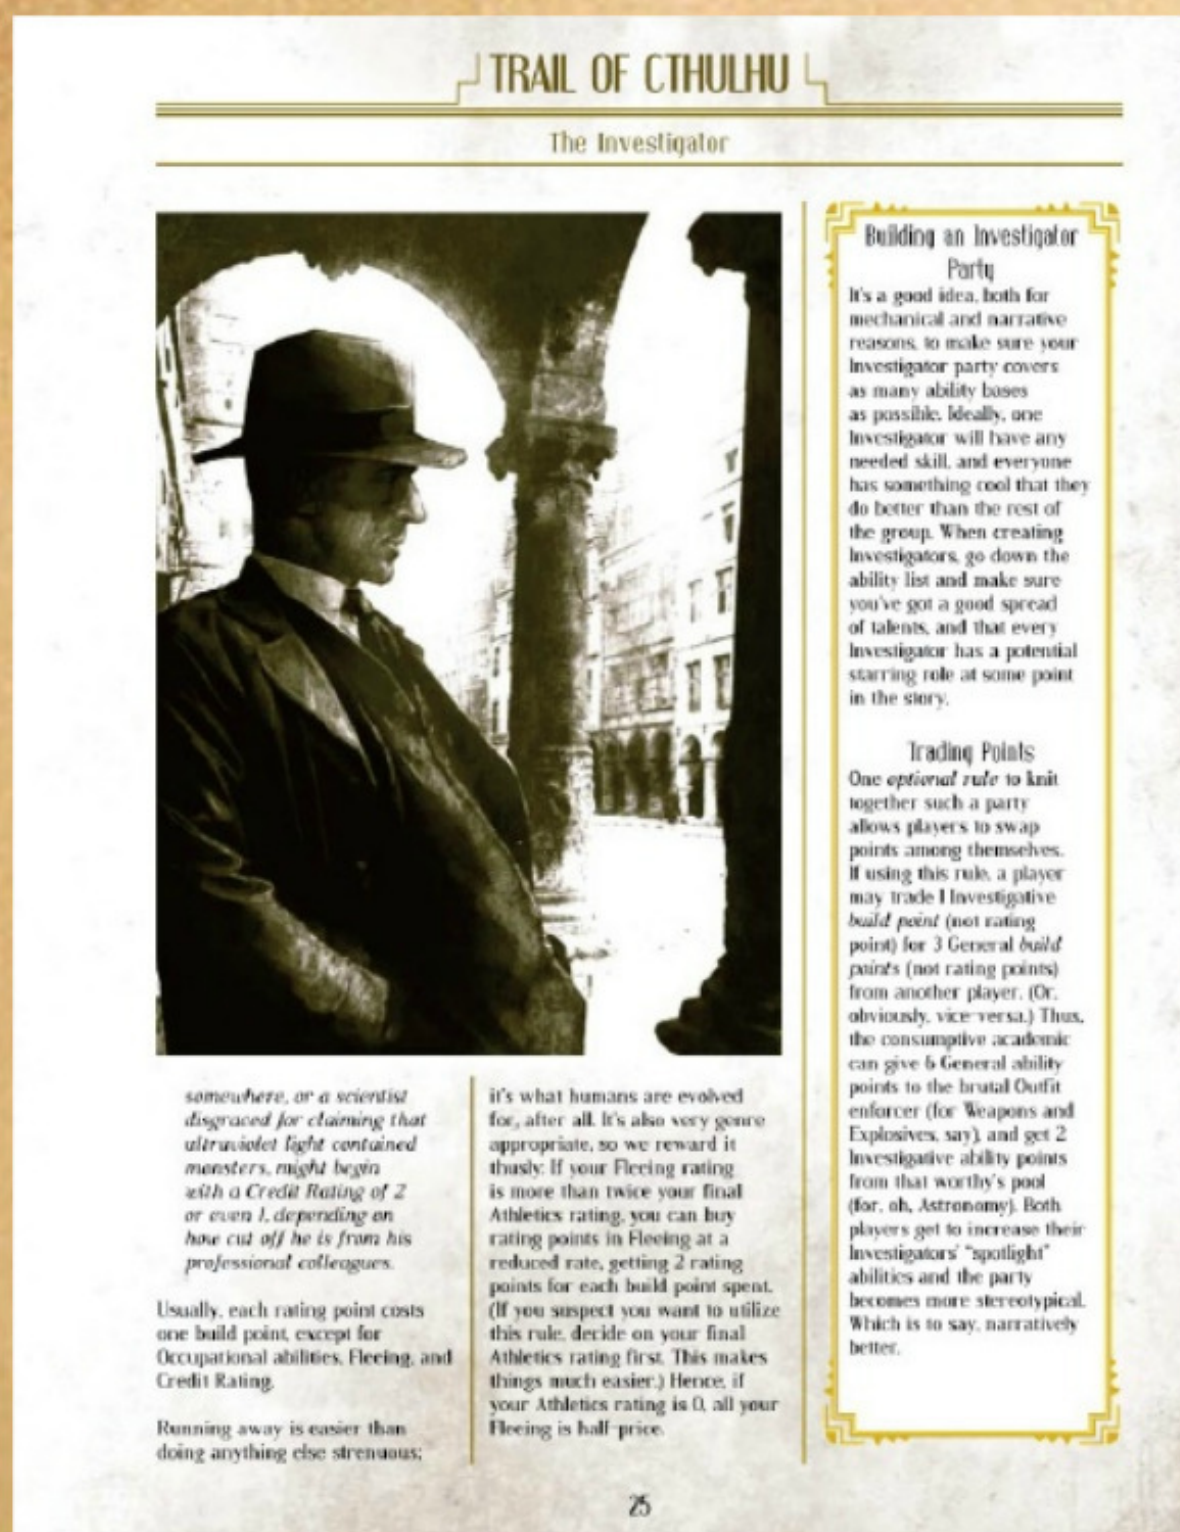 TRAIL OF CTHULHU
The Investigator
somewhere, or a scientist
disgraced for claiming that
ultraviolet light contained
monsters, might begin
with a Credit Rating of 2
or even 1, depending on
how cut off he is from his
professional colleagues.
Usually, each rating point costs
one build point, except for
Occupational abilities, Fleeing, and
Credit Rating.
Running away is easier than
doing anything else strenuous;
it's what humans are evolved
for, after all. It's also very genre
appropriate, so we reward it
thusly: If your Fleeing rating
is more than twice your final
Athletics rating, you can buy
rating points in Fleeing at a
reduced rate, getting 2 rating
points for each build point spent.
(If you suspect you want to utilize
this rule, decide on your final
Athletics rating first. This makes
things much easier.) Hence, if
your Athletics rating is 0, all your
Fleeing is half-price.
Building an Investigator
Party
It's a good idea, both for
mechanical and narrative
reasons, to make sure your
Investigator party covers
as many ability bases
as possible. Ideally, one
Investigator will have any
needed skill, and everyone
has something cool that they
do better than the rest of
the group. When creating
Investigators, go down the
ability list and make sure
you've got a good spread
of talents, and that every
Investigator has a potential
starring role at some point
in the story.
Trading Points
One optional rule to knit
together such a party
allows players to swap
points among themselves.
If using this rule, a player
may trade 1 Investigative
build point (not rating
point) for 3 General build
points (not rating points)
from another player. (Or,
obviously, vice-versa.) Thus,
the consumptive academic
can give 6 General ability
points to the brutal Outfit
enforcer (for Weapons and
Explosives, say), and get 2
Investigative ability points
from that worthy's pool
(for, oh, Astronomy). Both
players get to increase their
Investigators' "spotlight"
abilities and the party
becomes more stereotypical.
Which is to say, narratively
better.
25